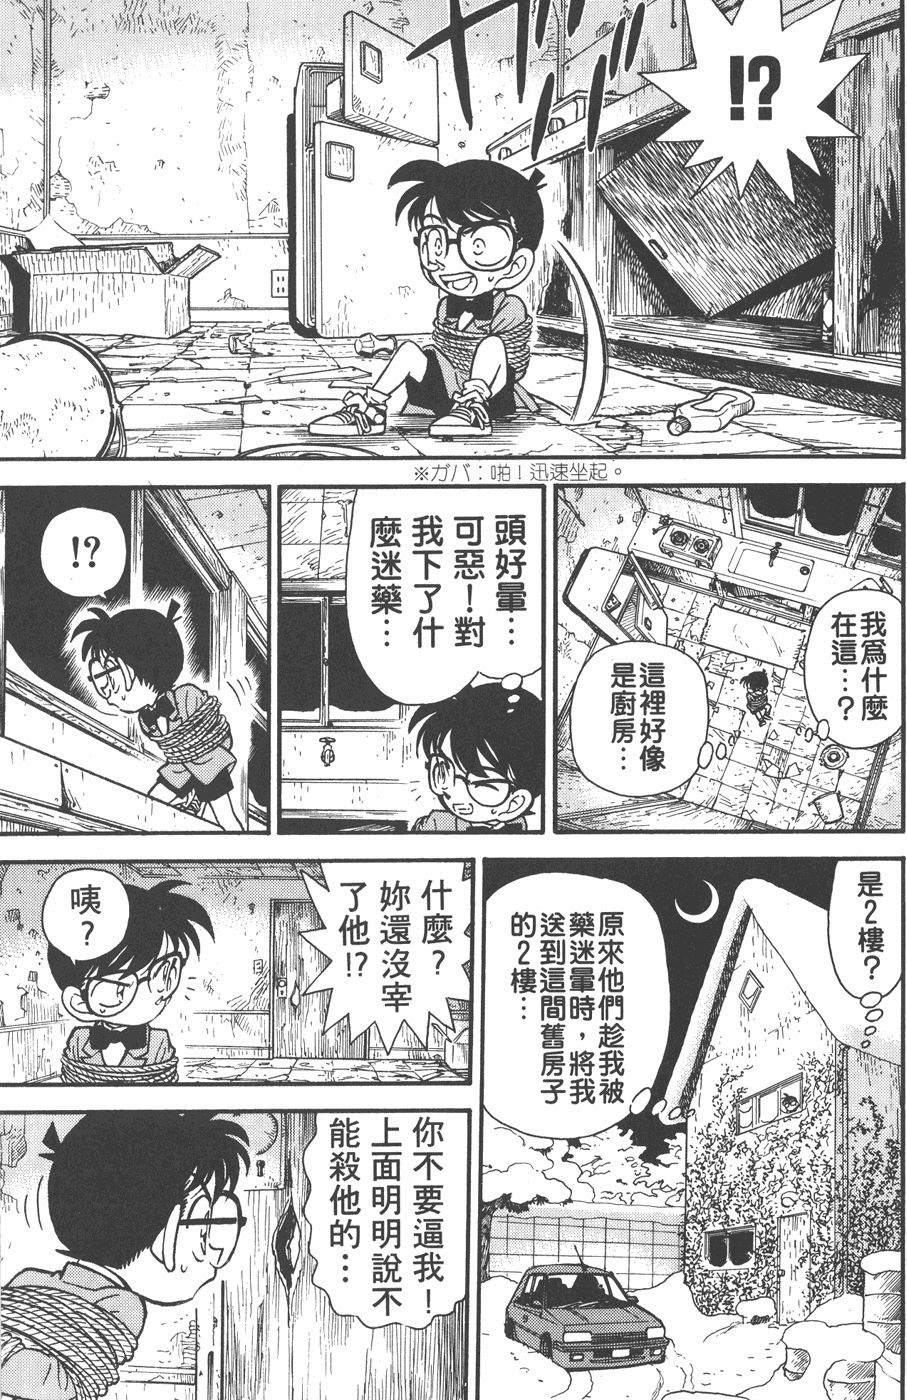 !?
ガバッ
※ガバ：啪！迅速坐起。
我為什麼
在這…？
這裡好像
是廚房…
頭好暈…
可惡！對
我下了什
麼迷藥…
!?
是2樓？
原來他們趁我被
藥迷暈時，將我
送到這間舊房子
的2樓…
什麼？
妳還沒宰
了他!?
咦？
你不要逼我！
上面明明說不
能殺他的…